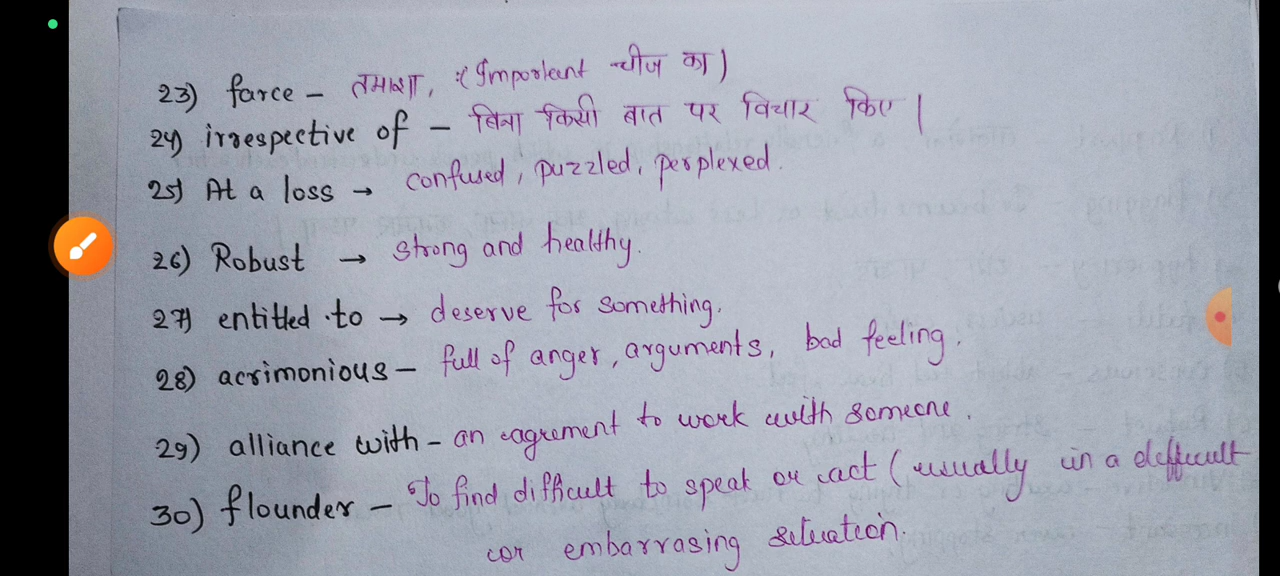 23) farce - तमाशा, :( Important चीज का)
24) irrespective of - बिना किसी बात पर विचार किए |
25) At a loss → confused, puzzled, perplexed.
26) Robust → strong and healthy.
27) entitled to → deserve for something.
28) acrimonious - full of anger, arguments, bad feeling.
29) alliance with - an agrument to work with someone.
30) flounder - To find difficult to speak or act ( usually in a difficult
or embarrasing situation.